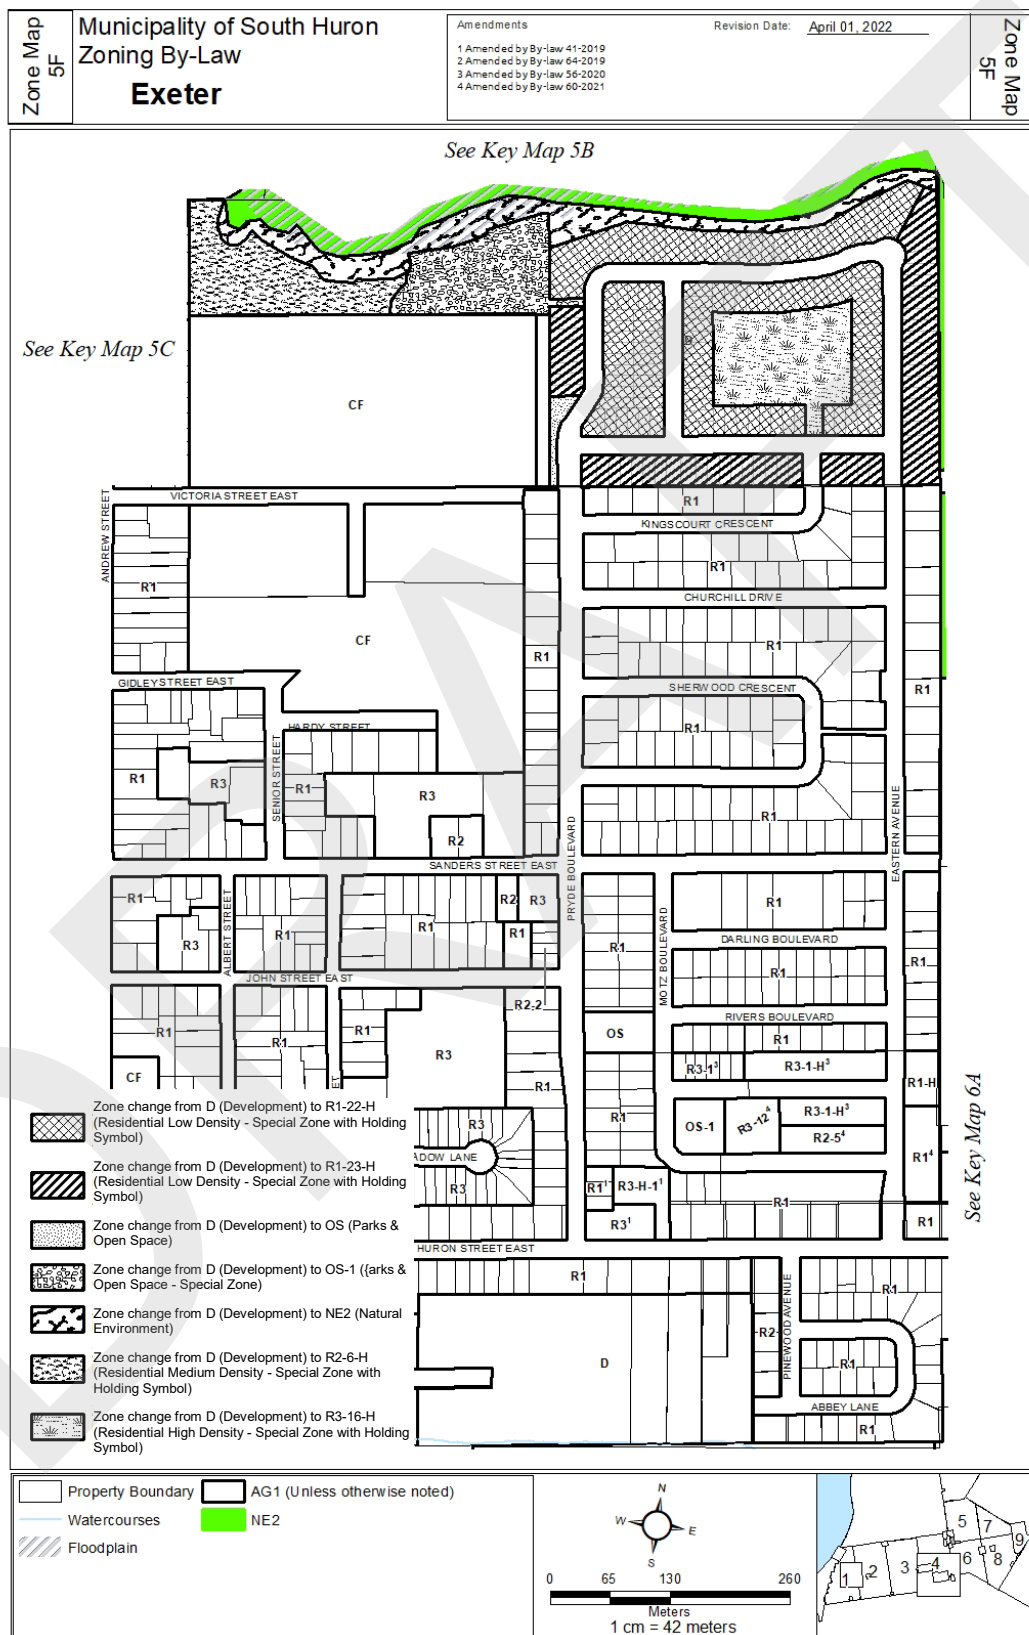 Zone Map
5F
Municipality of South Huron
Zoning By-Law
Exeter
Amendments
1 Amended by By-law 41-2019
2 Amended by By-law 64-2019
3 Amended by By-law 56-2020
4 Amended by By-law 60-2021
Revision Date: April 01, 2022
Zone Map
5F
See Key Map 5B
See Key Map 5C
See Key Map 6A
DRAFT
CF
VICTORIA STREET EAST
ANDREW STREET
R1
KINGSCOURT CRESCENT
R1
R1
CHURCHILL DRIVE
CF
R1
R1
GIDLEY STREET EAST
SHERWOOD CRESCENT
R1
HARDY STREET
R1
SENIOR STREET
R1
R3
R1
R3
R1
R2
EASTERN AVENUE
PRYDE BOULEVARD
SANDERS STREET EAST
R1
R3
ALBERT STREET
R1
R1
R2
R3
R1
R1
MOTZ BOULEVARD
R1
DARLING BOULEVARD
R1
R1
JOHN STREET EAST
R1
R1
R1
R3
R2-2
OS
RIVERS BOULEVARD
R1
CF
R1
R3-1³
R3-1-H³
R1-H
R1
OS-1
R3-12⁴
R3-1-H³
R2-5⁴
R1⁴
R3
ADOW LANE
R3
R1¹
R3-H-1¹
R3¹
R1
R1
HURON STREET EAST
R1
D
R2
PINEWOOD AVENUE
R1
R1
ABBEY LANE
R1
Zone change from D (Development) to R1-22-H
(Residential Low Density - Special Zone with Holding
Symbol)
Zone change from D (Development) to R1-23-H
(Residential Low Density - Special Zone with Holding
Symbol)
Zone change from D (Development) to OS (Parks &
Open Space)
Zone change from D (Development) to OS-1 ({arks &
Open Space - Special Zone)
Zone change from D (Development) to NE2 (Natural
Environment)
Zone change from D (Development) to R2-6-H
(Residential Medium Density - Special Zone with
Holding Symbol)
Zone change from D (Development) to R3-16-H
(Residential High Density - Special Zone with Holding
Symbol)
Property Boundary
AG1 (Unless otherwise noted)
Watercourses
NE2
Floodplain
N
W
E
S
0 65 130 260
Meters
1 cm = 42 meters
1
2
3
4
5
6
7
8
9